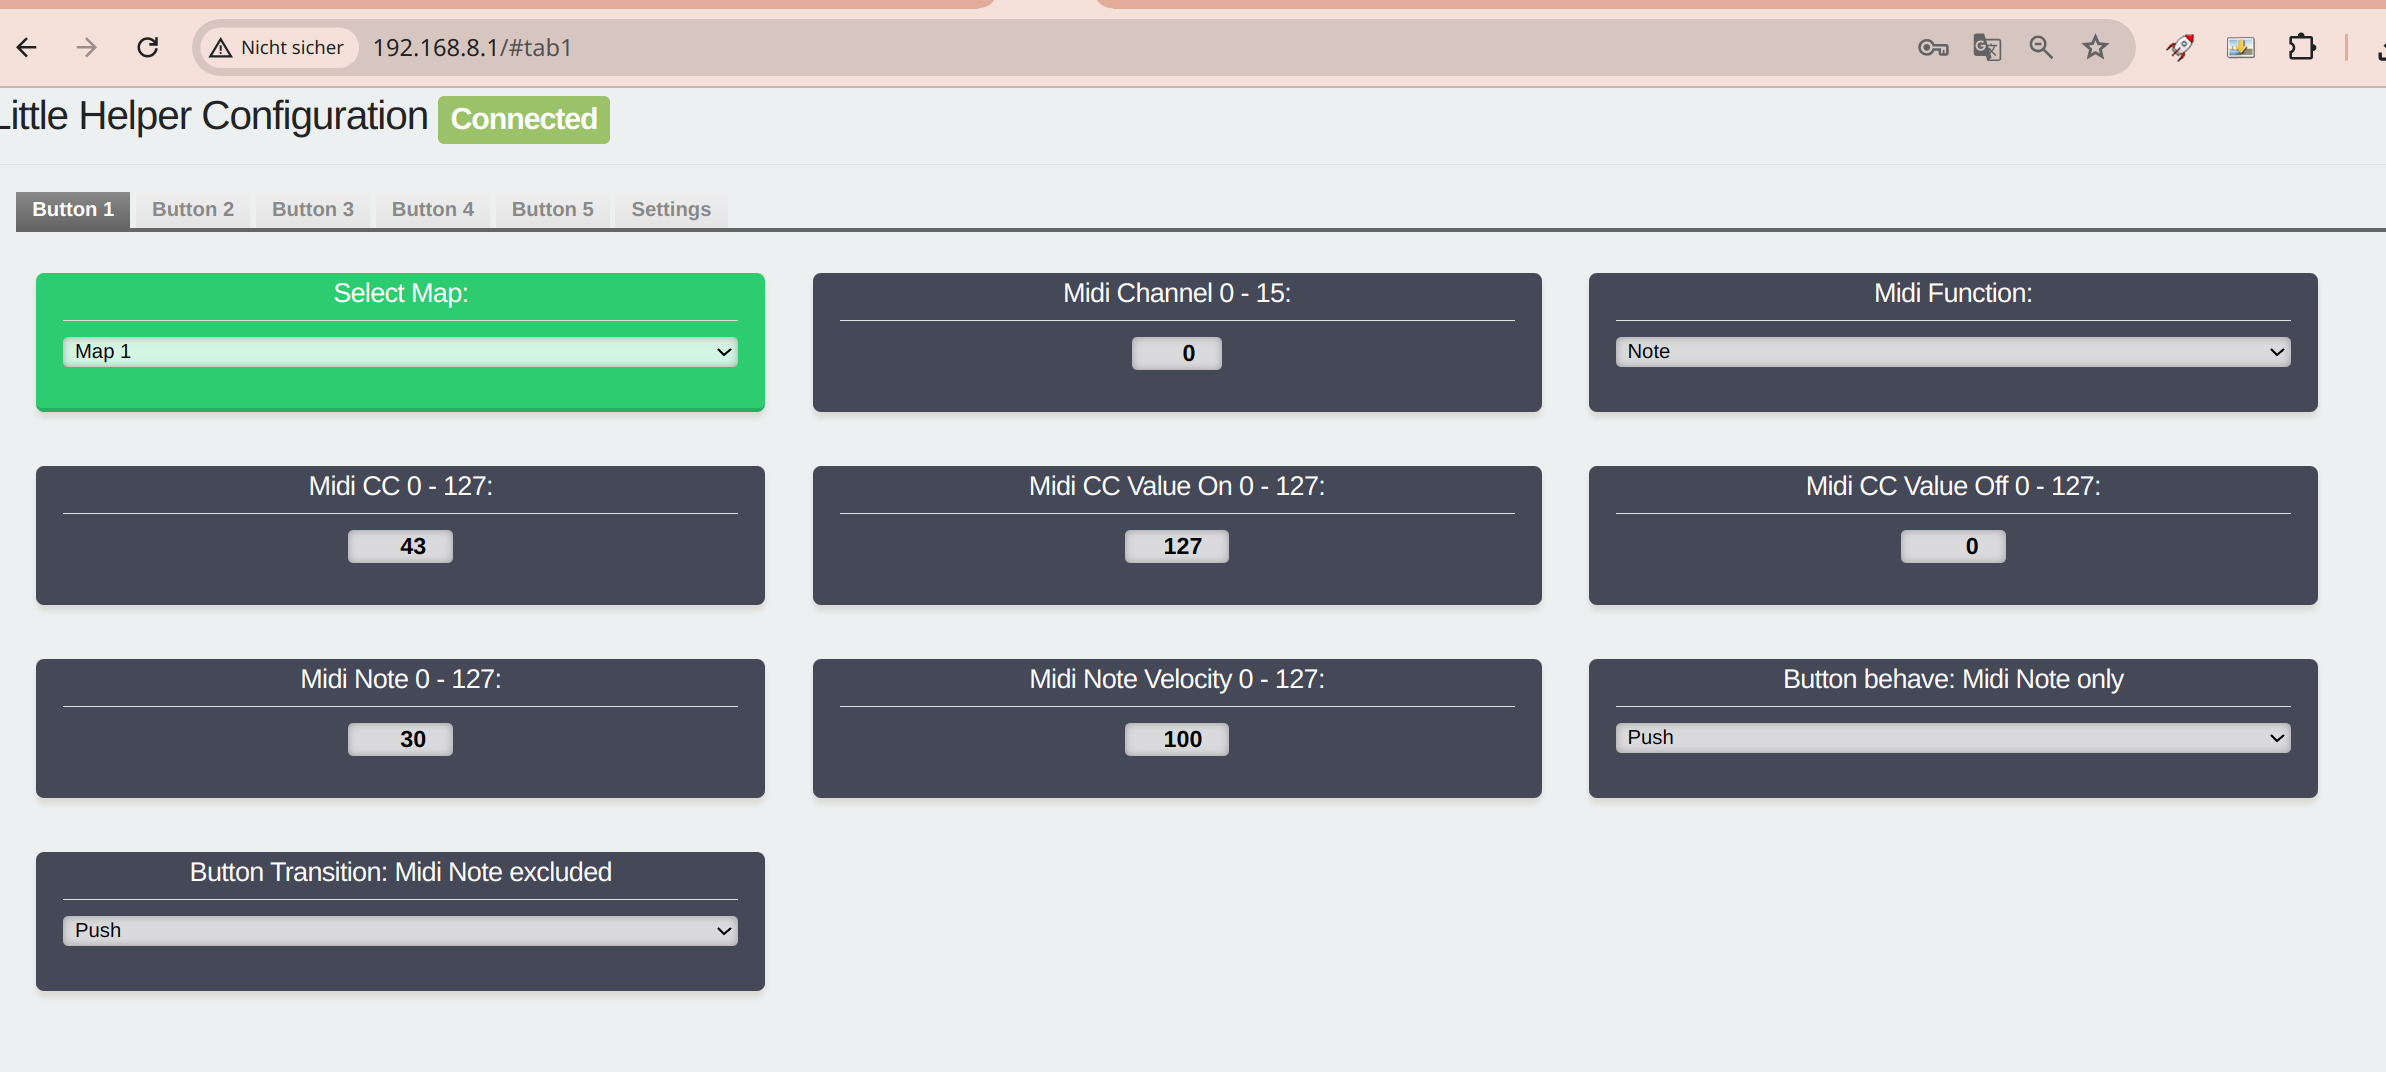 Nicht sicher 192.168.8.1/#tab1
Little Helper Configuration Connected
Button 1 Button 2 Button 3 Button 4 Button 5 Settings
Select Map: Midi Channel 0 - 15: Midi Function:
Map 1 0 Note
Midi CC 0 - 127: Midi CC Value On 0 - 127: Midi CC Value Off 0 - 127:
43 127 0
Midi Note 0 - 127: Midi Note Velocity 0 - 127: Button behave: Midi Note only
30 100 Push
Button Transition: Midi Note excluded
Push